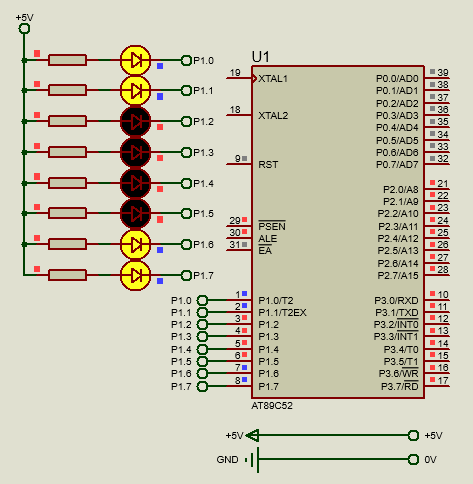 +5V
P1.0
P1.1
P1.2
P1.3
P1.4
P1.5
P1.6
P1.7
U1
19 XTAL1
18 XTAL2
9 RST
29 PSEN
30 ALE
31 EA
P1.0 1 P1.0/T2
P1.1 2 P1.1/T2EX
P1.2 3 P1.2
P1.3 4 P1.3
P1.4 5 P1.4
P1.5 6 P1.5
P1.6 7 P1.6
P1.7 8 P1.7
P0.0/AD0 39
P0.1/AD1 38
P0.2/AD2 37
P0.3/AD3 36
P0.4/AD4 35
P0.5/AD5 34
P0.6/AD6 33
P0.7/AD7 32
P2.0/A8 21
P2.1/A9 22
P2.2/A10 23
P2.3/A11 24
P2.4/A12 25
P2.5/A13 26
P2.6/A14 27
P2.7/A15 28
P3.0/RXD 10
P3.1/TXD 11
P3.2/INT0 12
P3.3/INT1 13
P3.4/T0 14
P3.5/T1 15
P3.6/WR 16
P3.7/RD 17
AT89C52
+5V +5V
GND 0V